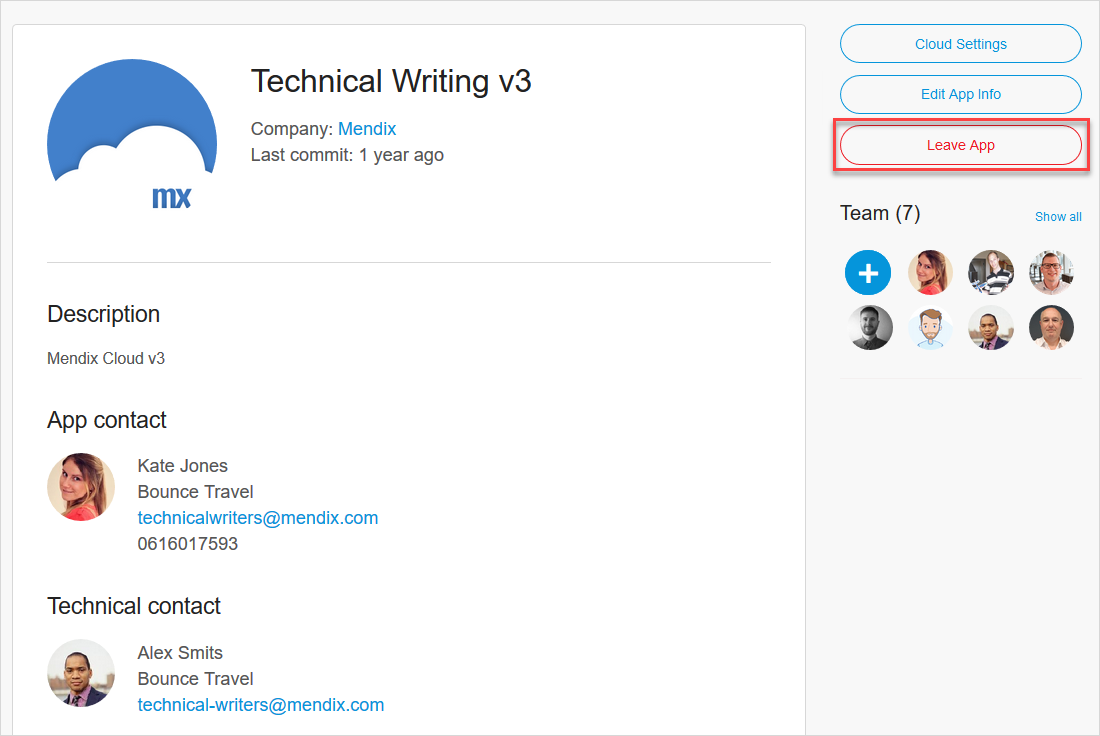 Technical Writing v3
Company: Mendix
Last commit: 1 year ago
mx
Description
Mendix Cloud v3
App contact
Kate Jones
Bounce Travel
technicalwriters@mendix.com
0616017593
Technical contact
Alex Smits
Bounce Travel
technical-writers@mendix.com
Cloud Settings
Edit App Info
Leave App
Team (7)
Show all